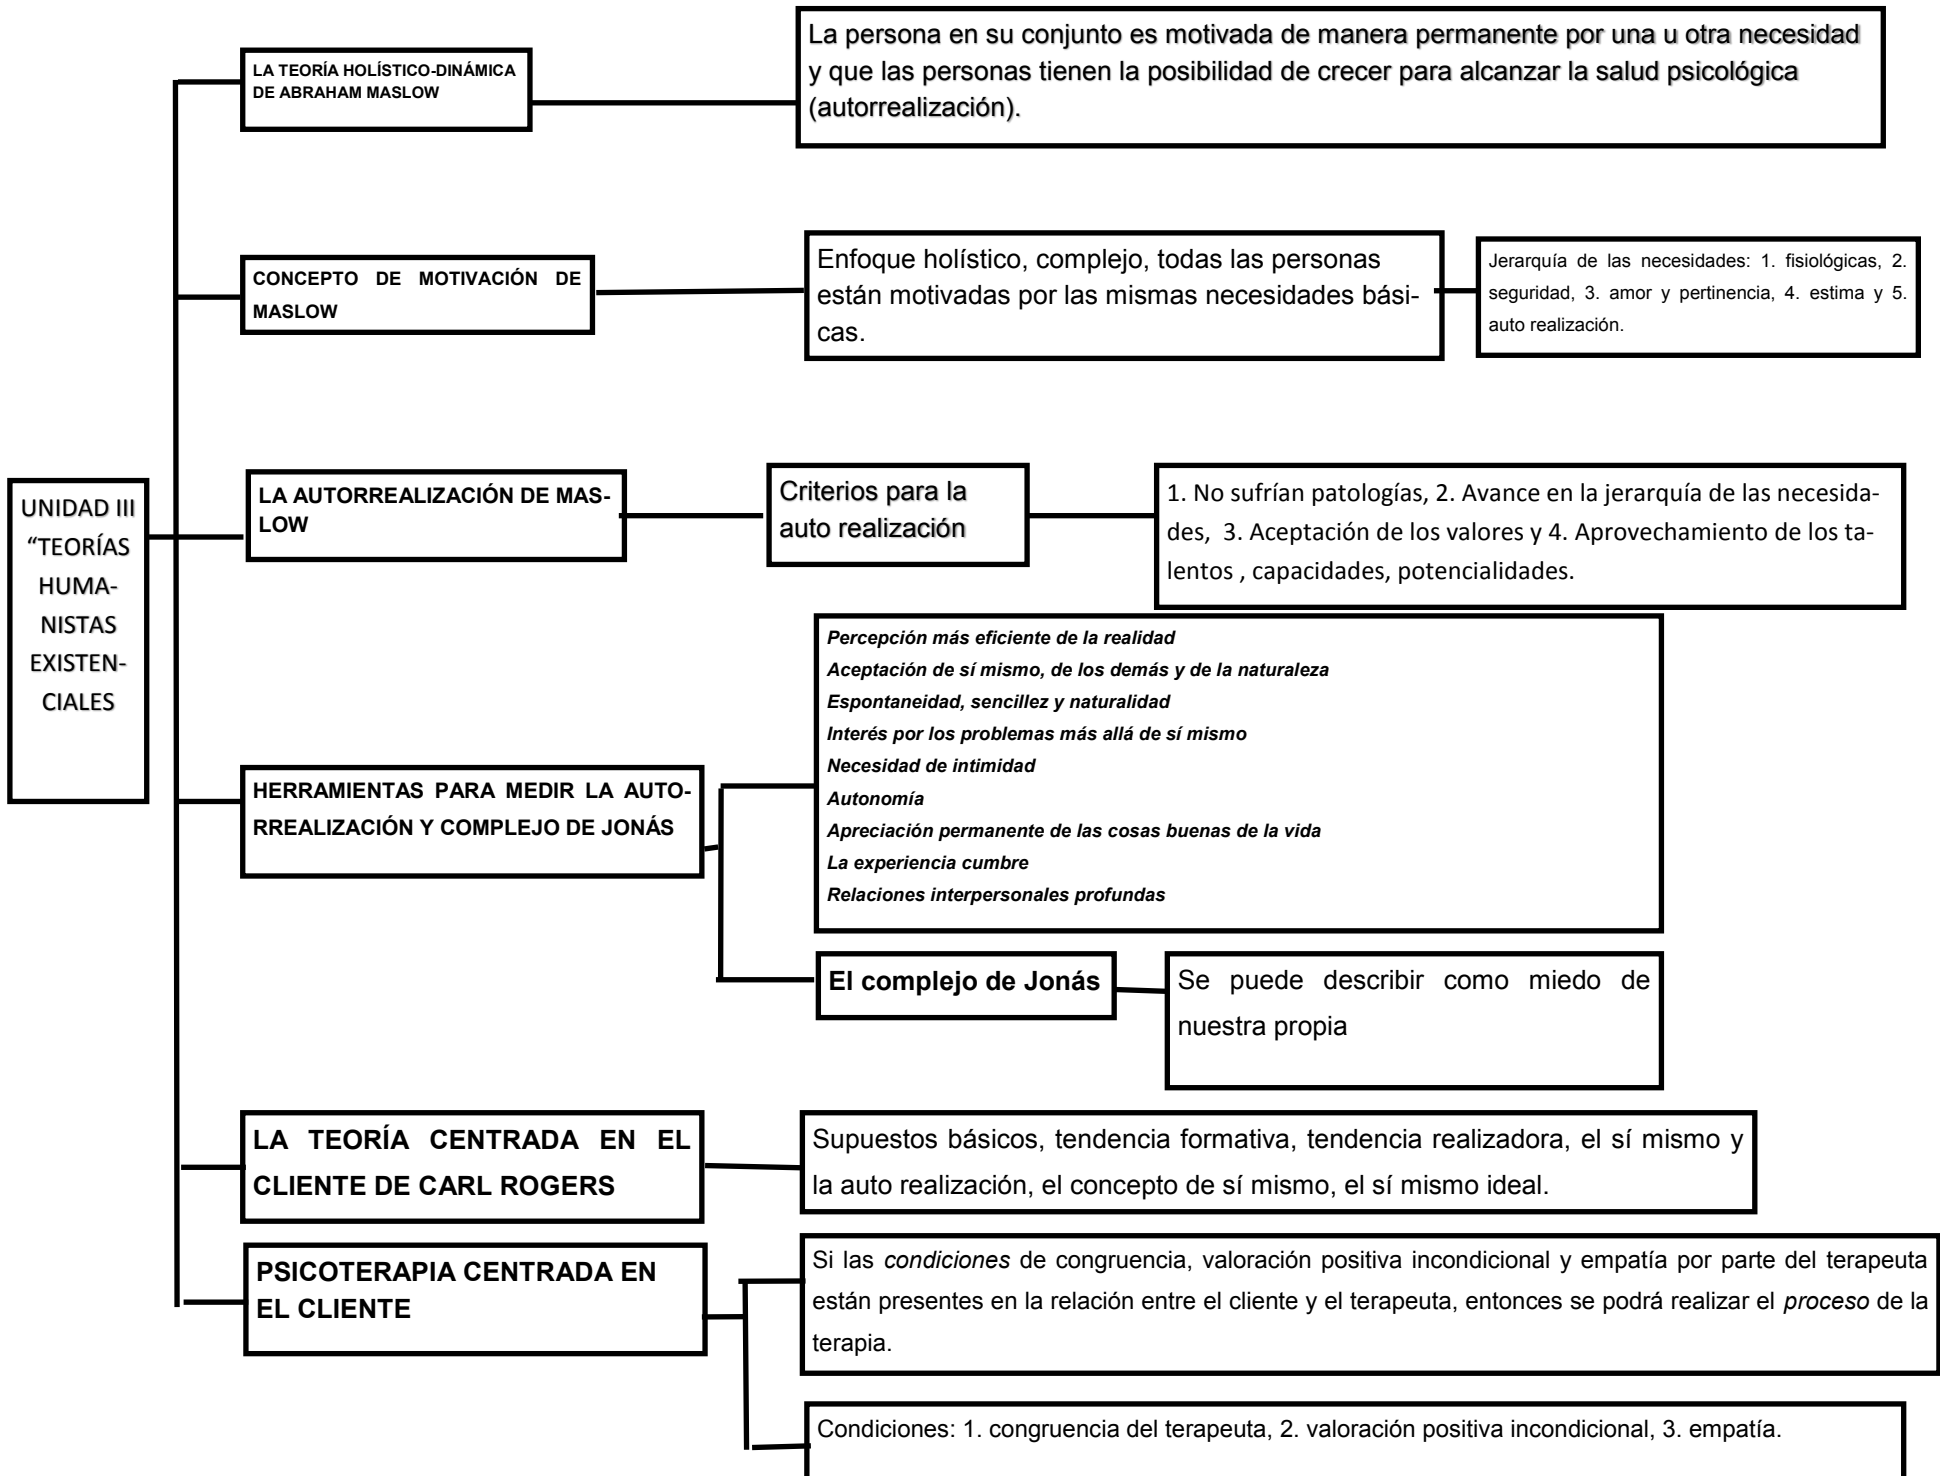 LA TEORÍA HOLÍSTICO-DINÁMICA
DE ABRAHAM MASLOW
La persona en su conjunto es motivada de manera permanente por una u otra necesidad
y que las personas tienen la posibilidad de crecer para alcanzar la salud psicológica
(autorrealización).
CONCEPTO DE MOTIVACIÓN DE
MASLOW
Enfoque holístico, complejo, todas las personas
están motivadas por las mismas necesidades bási-
cas.
Jerarquía de las necesidades: 1. fisiológicas, 2.
seguridad, 3. amor y pertinencia, 4. estima y 5.
auto realización.
UNIDAD III
“TEORÍAS
HUMA-
NISTAS
EXISTEN-
CIALES
LA AUTORREALIZACIÓN DE MAS-
LOW
Criterios para la
auto realización
1. No sufrían patologías, 2. Avance en la jerarquía de las necesida-
des, 3. Aceptación de los valores y 4. Aprovechamiento de los ta-
lentos , capacidades, potencialidades.
HERRAMIENTAS PARA MEDIR LA AUTO-
RREALIZACIÓN Y COMPLEJO DE JONÁS
Percepción más eficiente de la realidad
Aceptación de sí mismo, de los demás y de la naturaleza
Espontaneidad, sencillez y naturalidad
Interés por los problemas más allá de sí mismo
Necesidad de intimidad
Autonomía
Apreciación permanente de las cosas buenas de la vida
La experiencia cumbre
Relaciones interpersonales profundas
El complejo de Jonás
Se puede describir como miedo de
nuestra propia
LA TEORÍA CENTRADA EN EL
CLIENTE DE CARL ROGERS
Supuestos básicos, tendencia formativa, tendencia realizadora, el sí mismo y
la auto realización, el concepto de sí mismo, el sí mismo ideal.
PSICOTERAPIA CENTRADA EN
EL CLIENTE
Si las condiciones de congruencia, valoración positiva incondicional y empatía por parte del terapeuta
están presentes en la relación entre el cliente y el terapeuta, entonces se podrá realizar el proceso de la
terapia.
Condiciones: 1. congruencia del terapeuta, 2. valoración positiva incondicional, 3. empatía.